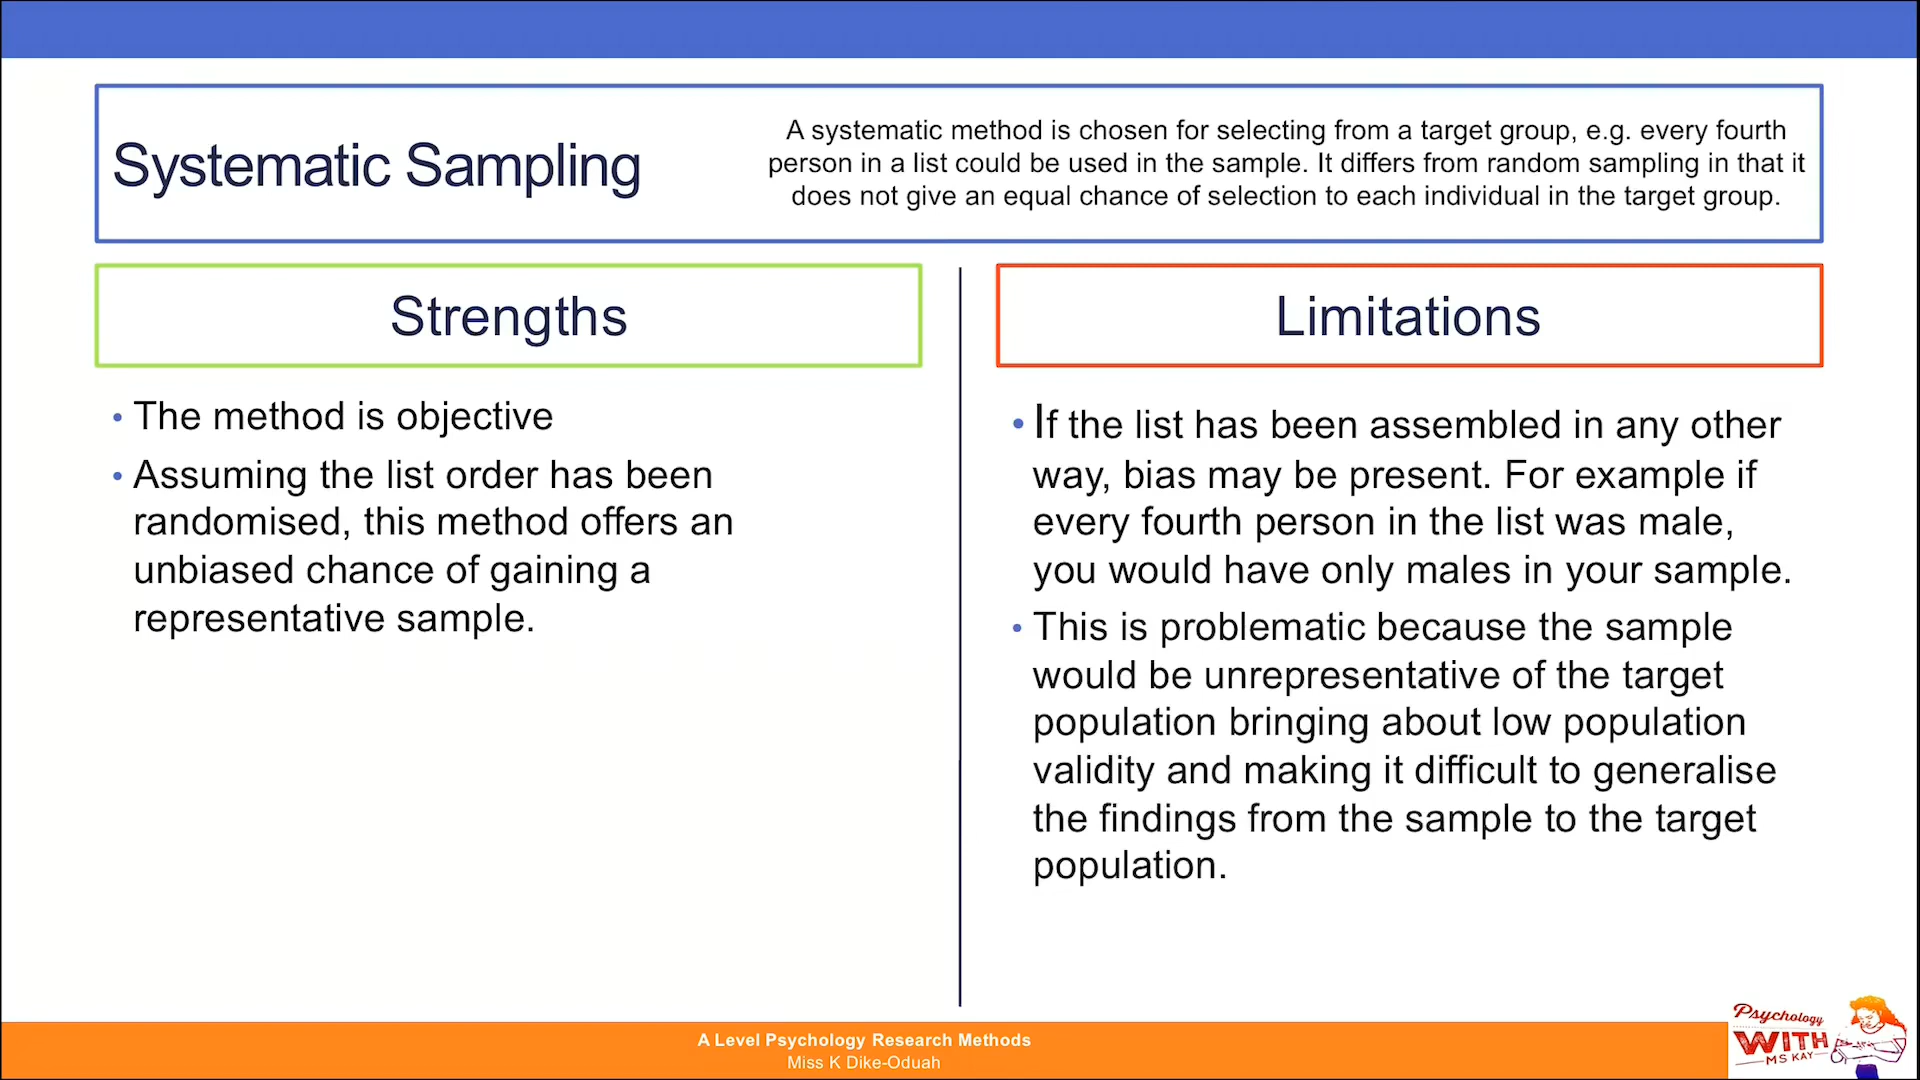 Systematic Sampling
A systematic method is chosen for selecting from a target group, e.g. every fourth
person in a list could be used in the sample. It differs from random sampling in that it
does not give an equal chance of selection to each individual in the target group.
Strengths
• The method is objective
• Assuming the list order has been
randomised, this method offers an
unbiased chance of gaining a
representative sample.
Limitations
• If the list has been assembled in any other
way, bias may be present. For example if
every fourth person in the list was male,
you would have only males in your sample.
• This is problematic because the sample
would be unrepresentative of the target
population bringing about low population
validity and making it difficult to generalise
the findings from the sample to the target
population.
A Level Psychology Research Methods
Miss K Dike-Oduah
Psychology
WITH
MS KAY